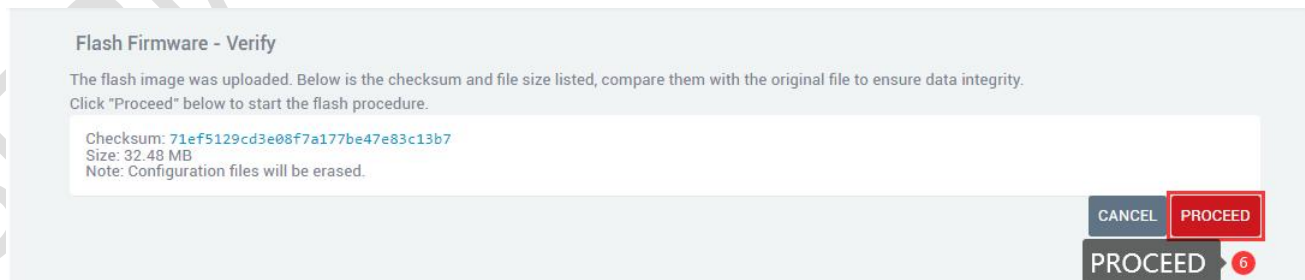 Flash Firmware - Verify
The flash image was uploaded. Below is the checksum and file size listed, compare them with the original file to ensure data integrity.
Click "Proceed" below to start the flash procedure.
Checksum: 71ef5129cd3e08f7a177be47e83c13b7
Size: 32.48 MB
Note: Configuration files will be erased.
CANCEL PROCEED
PROCEED 6